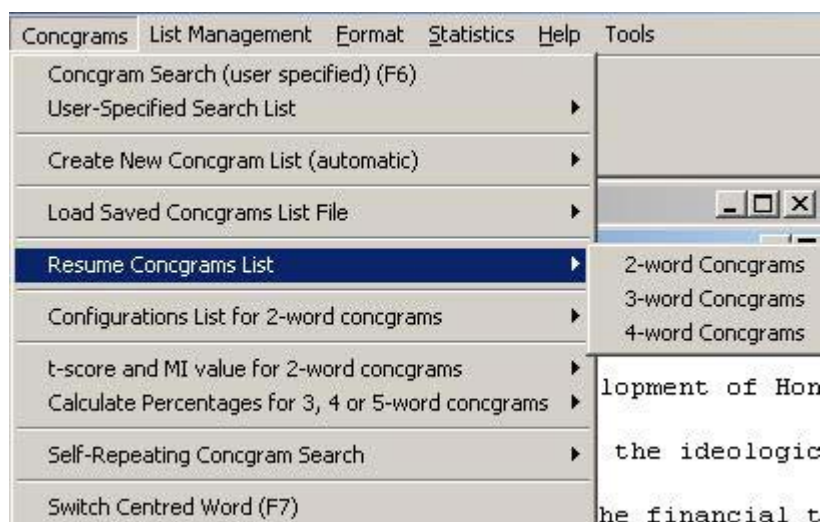 Concgrams List Management Format Statistics Help Tools
Concgram Search (user specified) (F6)
User-Specified Search List
Create New Concgram List (automatic)
Load Saved Concgrams List File
Resume Concgrams List
2-word Concgrams
3-word Concgrams
4-word Concgrams
Configurations List for 2-word concgrams
t-score and MI value for 2-word concgrams
Calculate Percentages for 3, 4 or 5-word concgrams
Self-Repeating Concgram Search
Switch Centred Word (F7)
lopment of Hon
the ideologic
he financial t